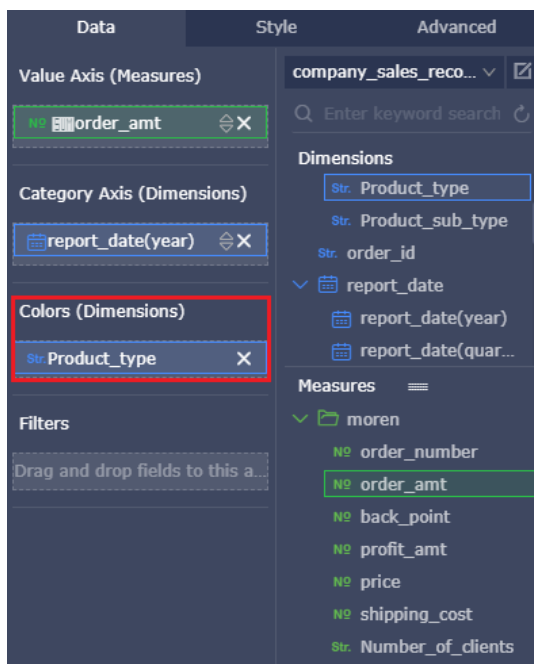 Data
Style
Advanced
Value Axis (Measures)
Nº order_amt
Category Axis (Dimensions)
report_date(year)
Colors (Dimensions)
Str. Product_type
Filters
Drag and drop fields to this a...
company_sales_reco...
Enter keyword search
Dimensions
Str. Product_type
Str. Product_sub_type
Str. order_id
report_date
report_date(year)
report_date(quar...
Measures
moren
Nº order_number
Nº order_amt
Nº back_point
Nº profit_amt
Nº price
Nº shipping_cost
Str. Number_of_clients